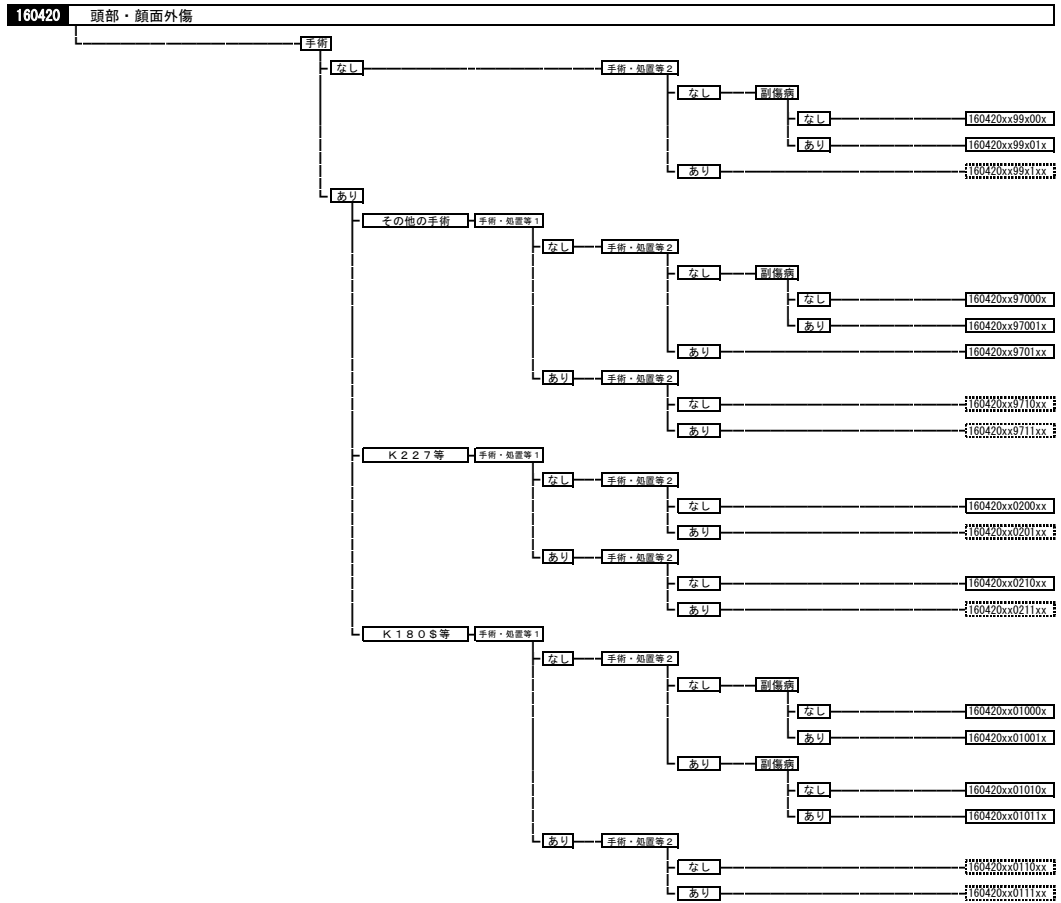 160420 頭部・顔面外傷
手術
なし 手術・処置等2
なし 副傷病
なし 160420xx99x00x
あり 160420xx99x01x
あり 160420xx99x1xx
あり
その他の手術 手術・処置等1
なし 手術・処置等2
なし 副傷病
なし 160420xx97000x
あり 160420xx97001x
あり 160420xx9701xx
あり 手術・処置等2
なし 160420xx9710xx
あり 160420xx9711xx
K227等 手術・処置等1
なし 手術・処置等2
なし 160420xx0200xx
あり 160420xx0201xx
あり 手術・処置等2
なし 160420xx0210xx
あり 160420xx0211xx
K180$等 手術・処置等1
なし 手術・処置等2
なし 副傷病
なし 160420xx01000x
あり 160420xx01001x
あり 副傷病
なし 160420xx01010x
あり 160420xx01011x
あり 手術・処置等2
なし 160420xx0110xx
あり 160420xx0111xx